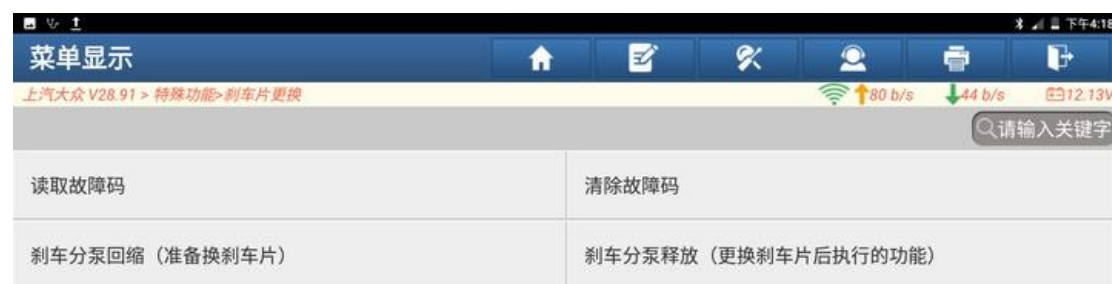 下午4:18
菜单显示
上汽大众 V28.91 > 特殊功能>刹车片更换 80 b/s 44 b/s 12.13V
请输入关键字
读取故障码 清除故障码
刹车分泵回缩（准备换刹车片） 刹车分泵释放（更换刹车片后执行的功能）